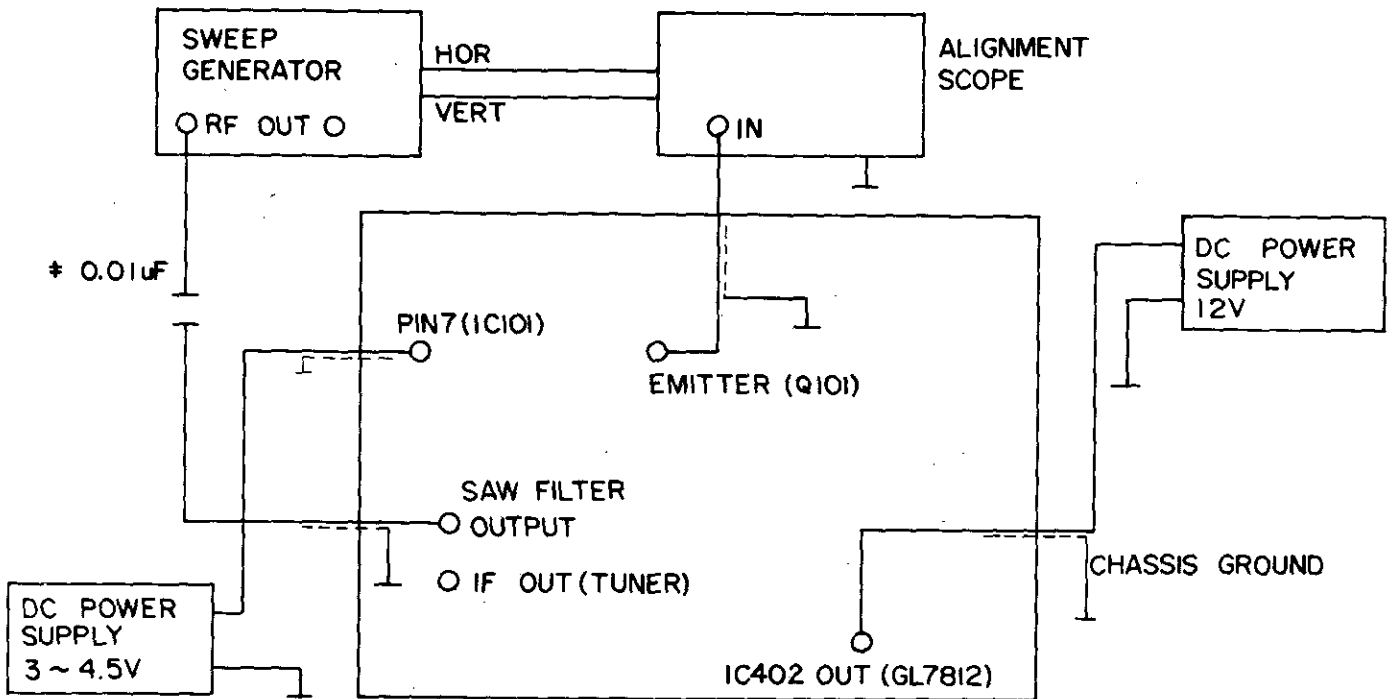 SWEEP
GENERATOR
RF OUT
HOR
VERT
ALIGNMENT
SCOPE
IN
* 0.01uF
PIN7(IC101)
EMITTER (Q101)
DC POWER
SUPPLY
12V
SAW FILTER
OUTPUT
IF OUT (TUNER)
CHASSIS GROUND
DC POWER
SUPPLY
3 ~ 4.5V
IC402 OUT (GL7812)